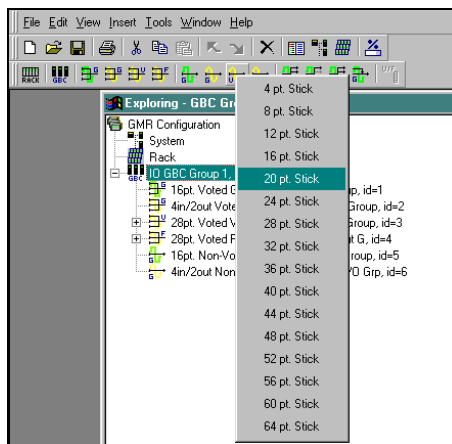 File Edit View Insert Tools Window Help
RACK GBC G G U F G G U G
Exploring - GBC Gr
GMR Configuration
System
Rack
IO GBC Group 1,
16pt. Voted G up, id=1
4in/2out Vote Group, id=2
28pt. Voted V Group, id=3
28pt. Voted F t G, id=4
16pt. Non-Vo roup, id=5
4in/2out Non /O Grp, id=6
4 pt. Stick
8 pt. Stick
12 pt. Stick
16 pt. Stick
20 pt. Stick
24 pt. Stick
28 pt. Stick
32 pt. Stick
36 pt. Stick
40 pt. Stick
44 pt. Stick
48 pt. Stick
52 pt. Stick
56 pt. Stick
60 pt. Stick
64 pt. Stick